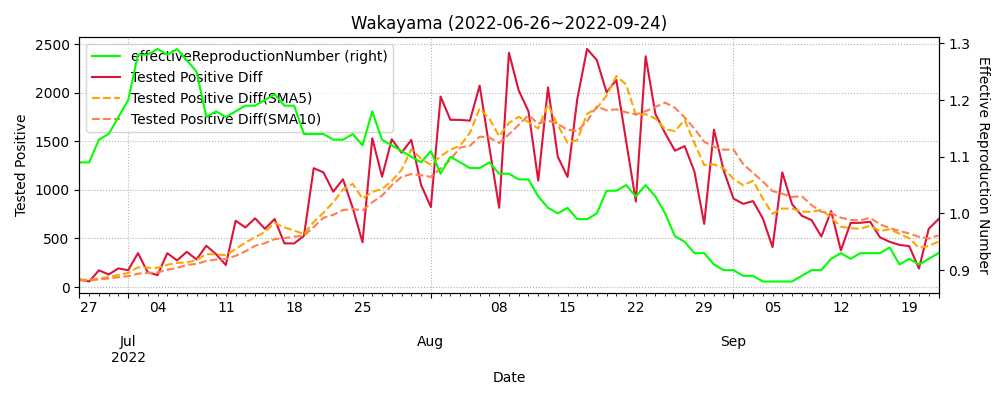 Wakayama (2022-06-26~2022-09-24)
effectiveReproductionNumber (right)
Tested Positive Diff
Tested Positive Diff(SMA5)
Tested Positive Diff(SMA10)
Tested Positive
2500
2000
1500
1000
500
0
Effective Reproduction Number
1.3
1.2
1.1
1.0
0.9
27 04 11 18 25 08 15 22 29 05 12 19
Jul Aug Sep
2022
Date